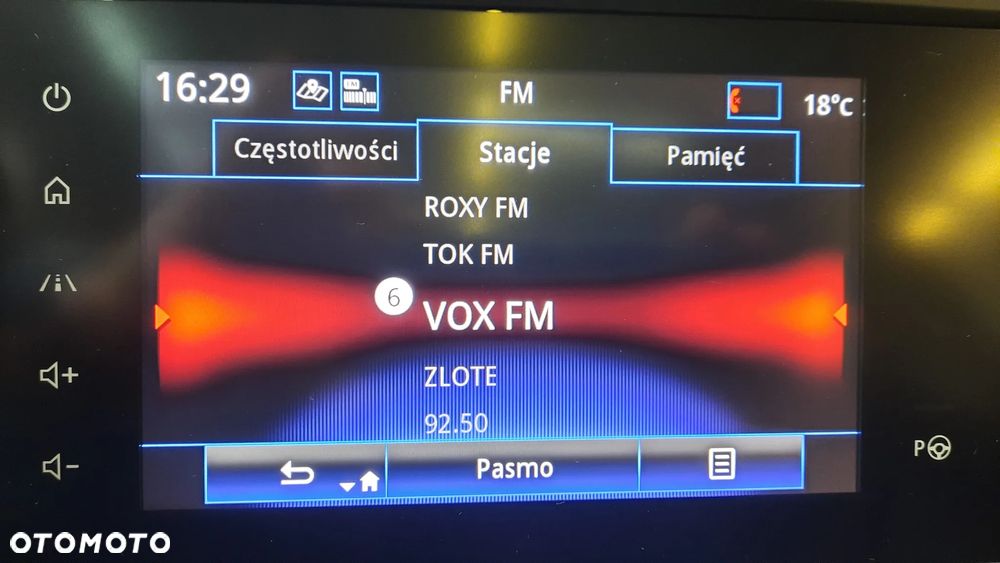 16:29 FM 18°c
Częstotliwości Stacje Pamięć
ROXY FM
TOK FM
6 VOX FM
ZLOTE
92.50
Pasmo
P
OTOMOTO